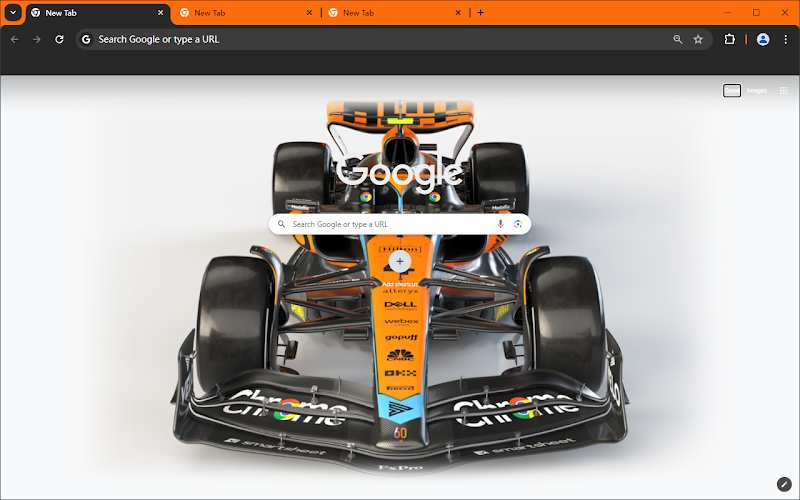 New Tab
New Tab
New Tab
Search Google or type a URL
Images
Google
Search Google or type a URL
Hilton
Add shortcut
alteryx
DELL
Technologies
webex
gopuff
CNBC
OKX
PIRELLI
Chrome
Chrome
60
smartsheet
smartsheet
FxPro